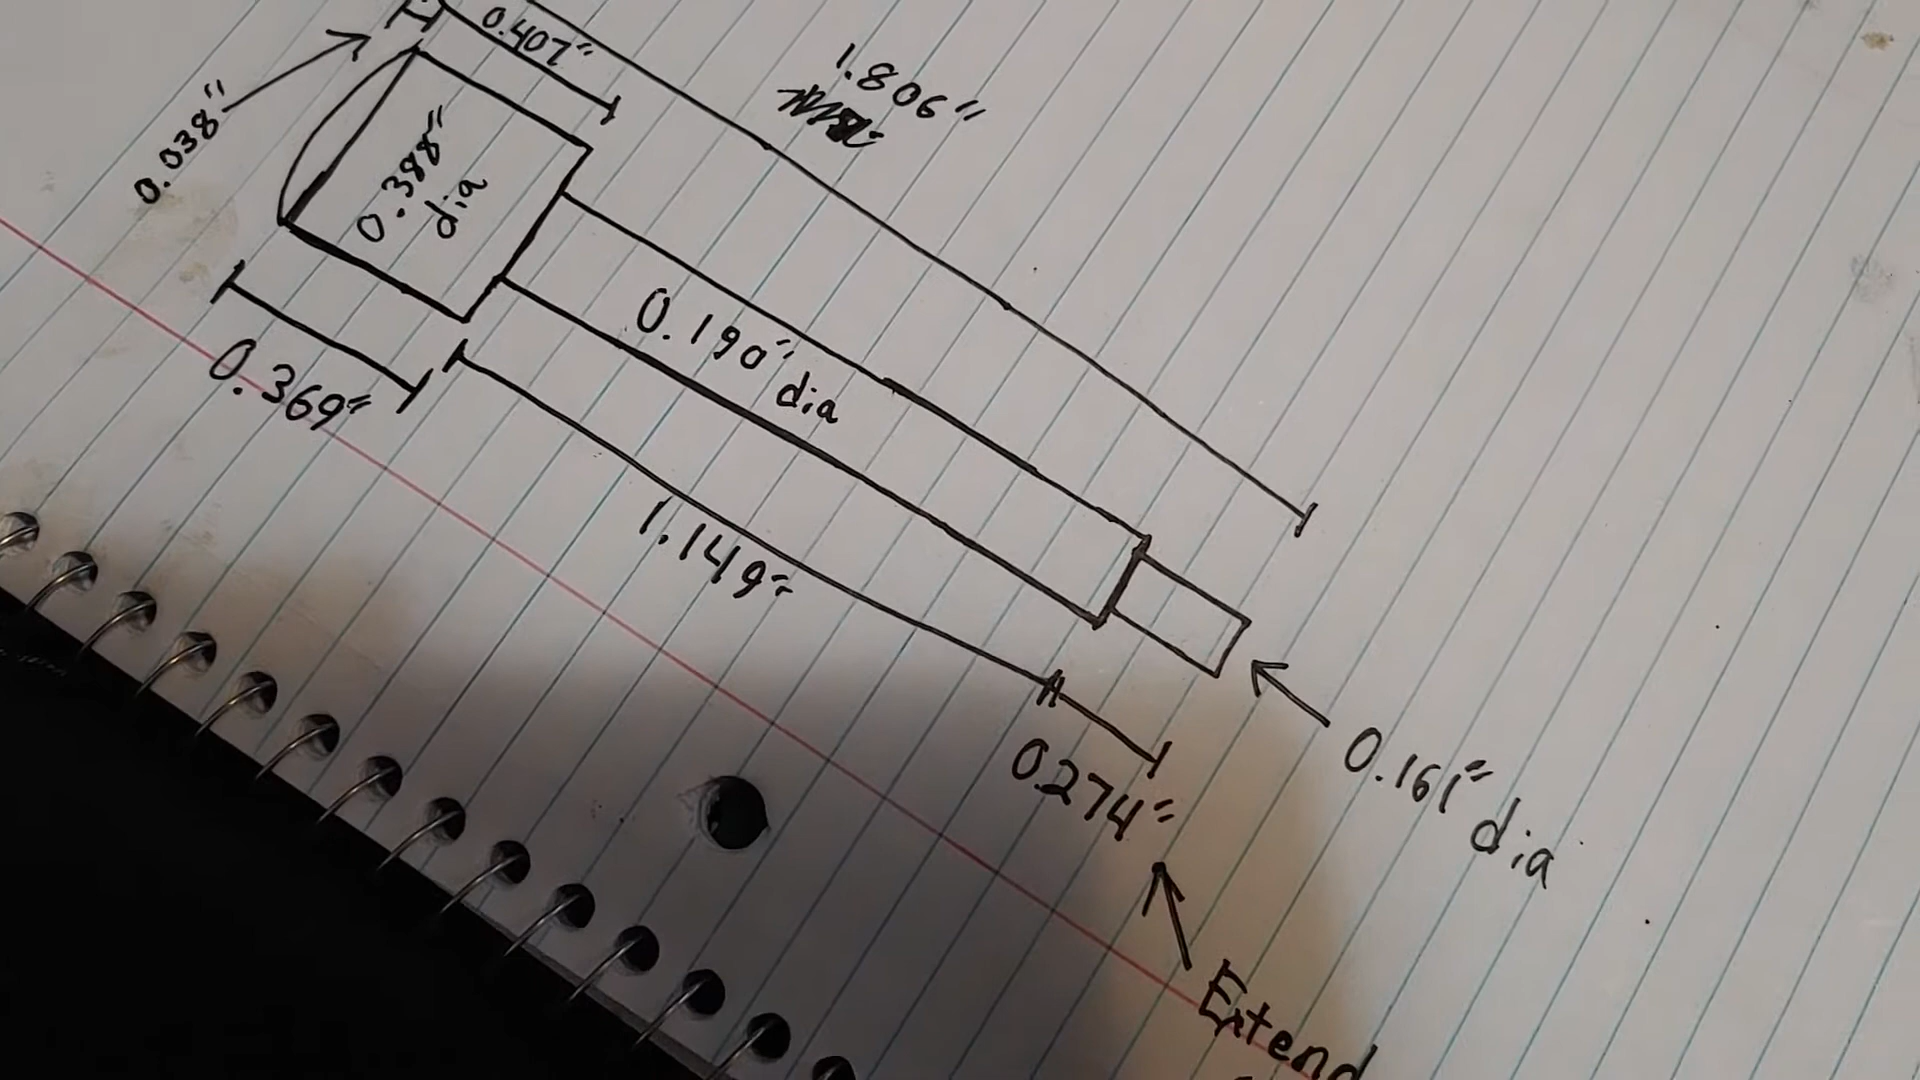 0.407"
1.806"
0.038"
0.388"
dia
0.190"
dia
0.369"
1.149"
0.274"
0.161" dia
Extend